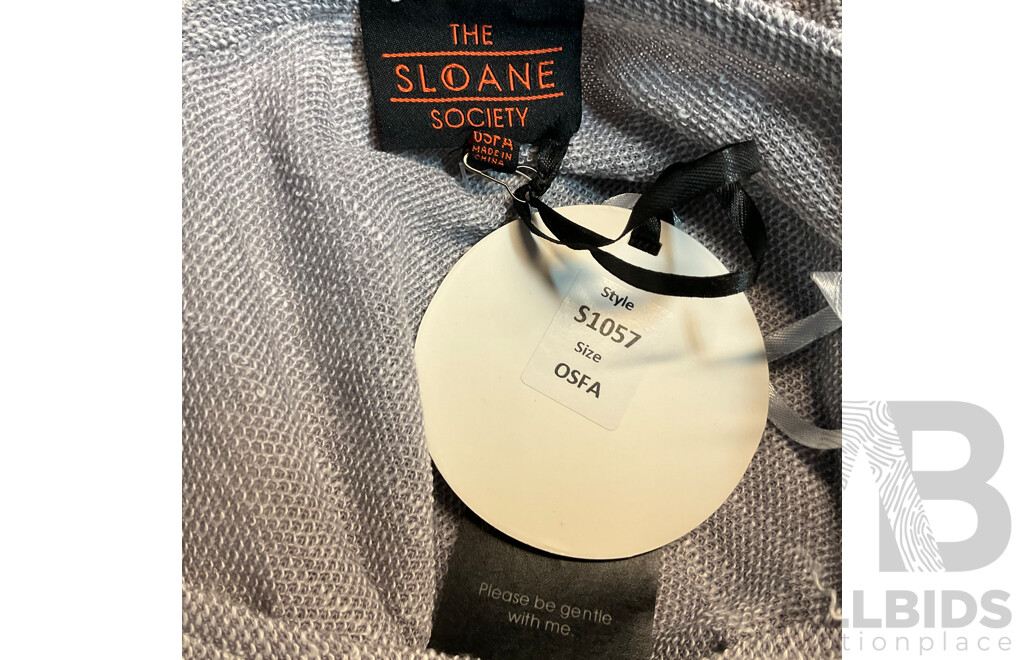 THE
SLOANE
SOCIETY
OSFA
MADE IN
CHINA
Style
S1057
Size
OSFA
Please be gentle
with me.
LLBIDS
tionplace